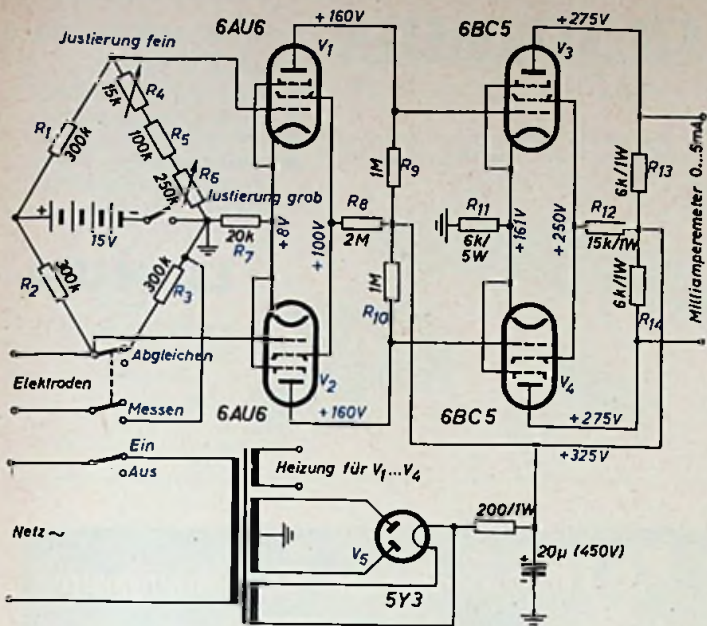 6AU6
+160V
6BC5
+275V
Justierung fein
V1
V3
R4
15k
R1
300k
R5
100k
R6
250k
Justierung grob
R9
1M
R13
6k/1W
+
-
15V
20k
R7
+8V
+100V
R8
2M
R11
6k/
5W
+161V
+250V
R12
15k/1W
Milliamperemeter 0...5mA
R2
300k
R3
300k
1M
R10
6k/1W
R14
Abgleichen
Elektroden
Messen
V2
6AU6
+160V
V4
6BC5
+275V
+325V
Ein
Aus
Heizung für V1...V4
Netz ~
V5
5Y3
200/1W
+
-
20µ (450V)